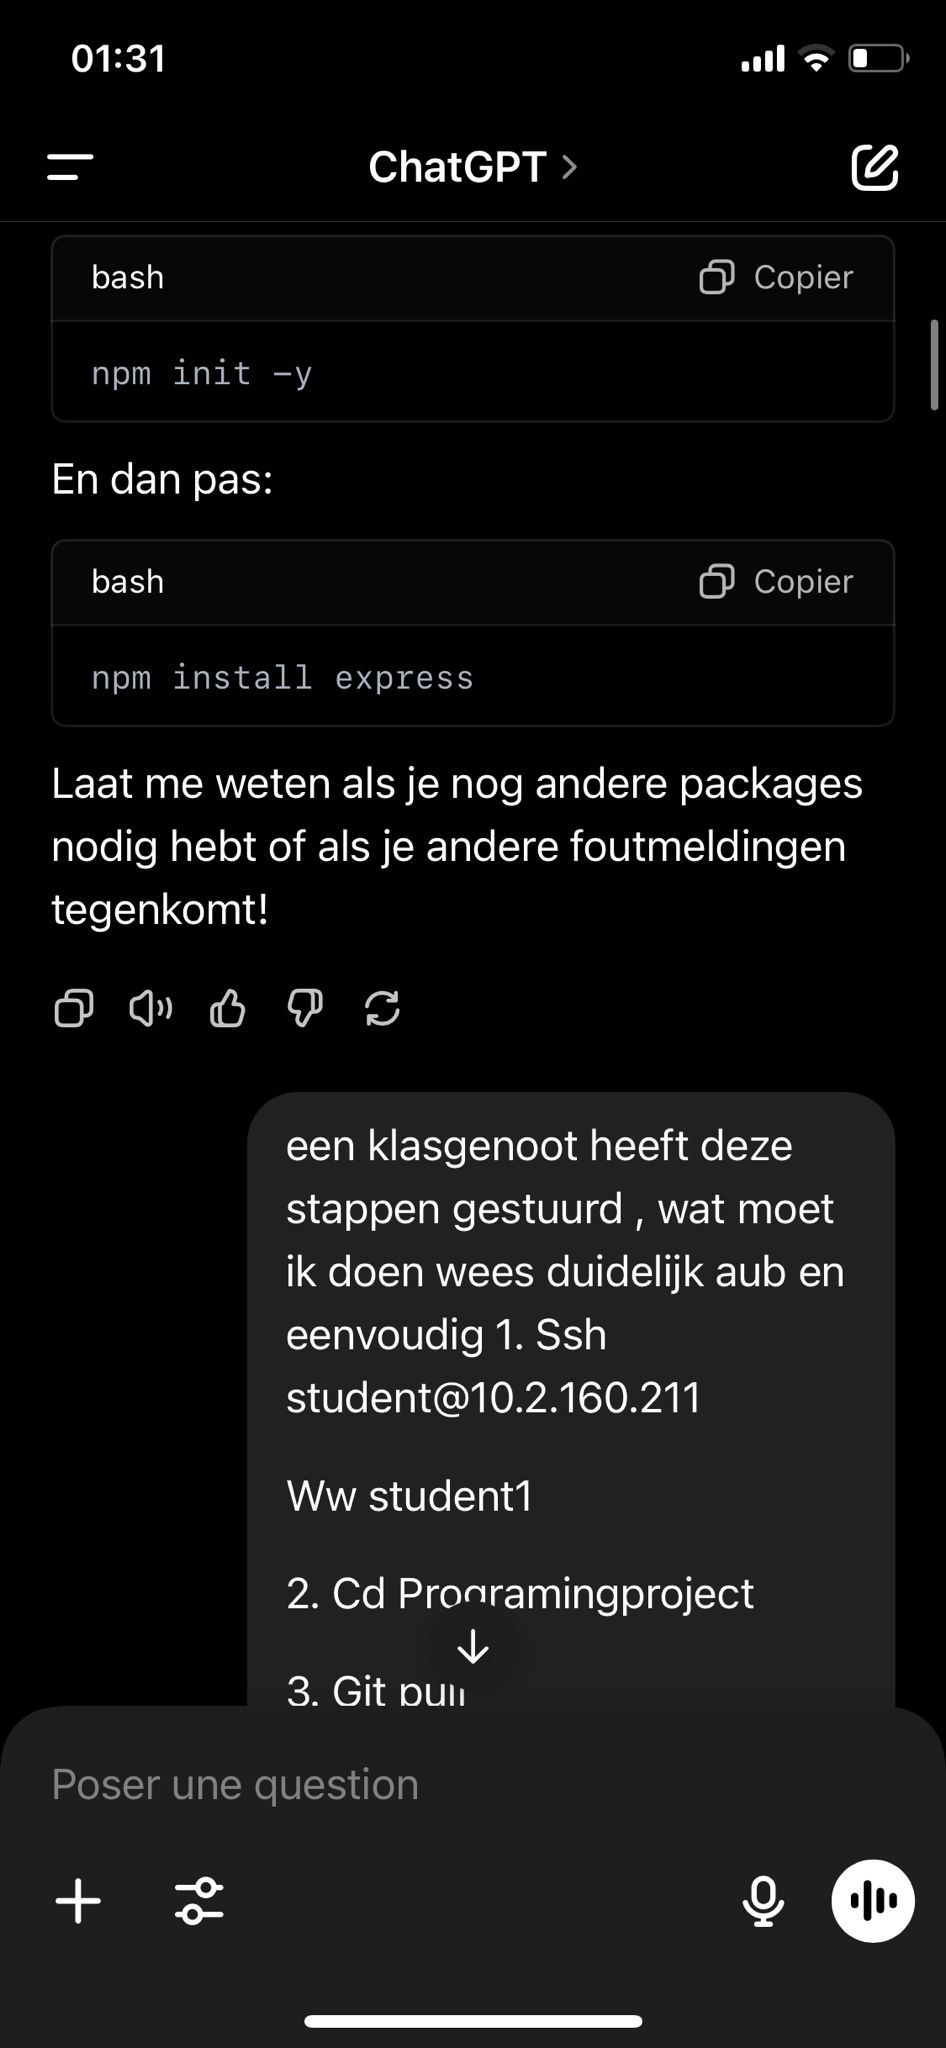 01:31
ChatGPT >
bash
Copier
npm init -y
En dan pas:
bash
Copier
npm install express
Laat me weten als je nog andere packages
nodig hebt of als je andere foutmeldingen
tegenkomt!
een klasgenoot heeft deze
stappen gestuurd , wat moet
ik doen wees duidelijk aub en
eenvoudig 1. Ssh
student@10.2.160.211
Ww student1
2. Cd Programingproject
3. Git pull
Poser une question